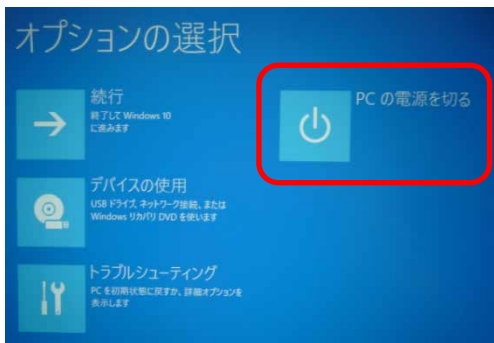 オプションの選択
続行
終了して Windows 10
に進みます
PC の電源を切る
デバイスの使用
USB ドライブ、ネットワーク接続、または
Windows リカバリ DVD を使います
トラブルシューティング
PC を初期状態に戻すか、詳細オプションを
表示します